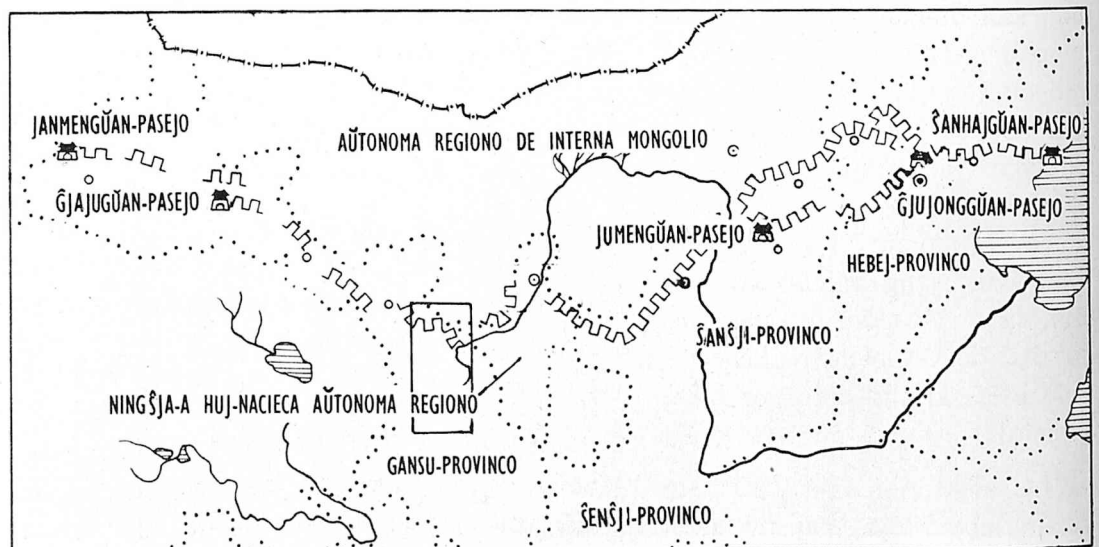 JANMENGŬAN-PASEJO
AŬTONOMA REGIONO DE INTERNA MONGOLIO
ŜANHAJGŬAN-PASEJO
ĜJAJUGŬAN-PASEJO
JUMENGŬAN-PASEJO
ĜJUJONGGŬAN-PASEJO
HEBEJ-PROVINCO
ŜANŜJI-PROVINCO
NINGŜJA-A HUJ-NACIECA AŬTONOMA REGIONO
GANSU-PROVINCO
ŜENŜJI-PROVINCO